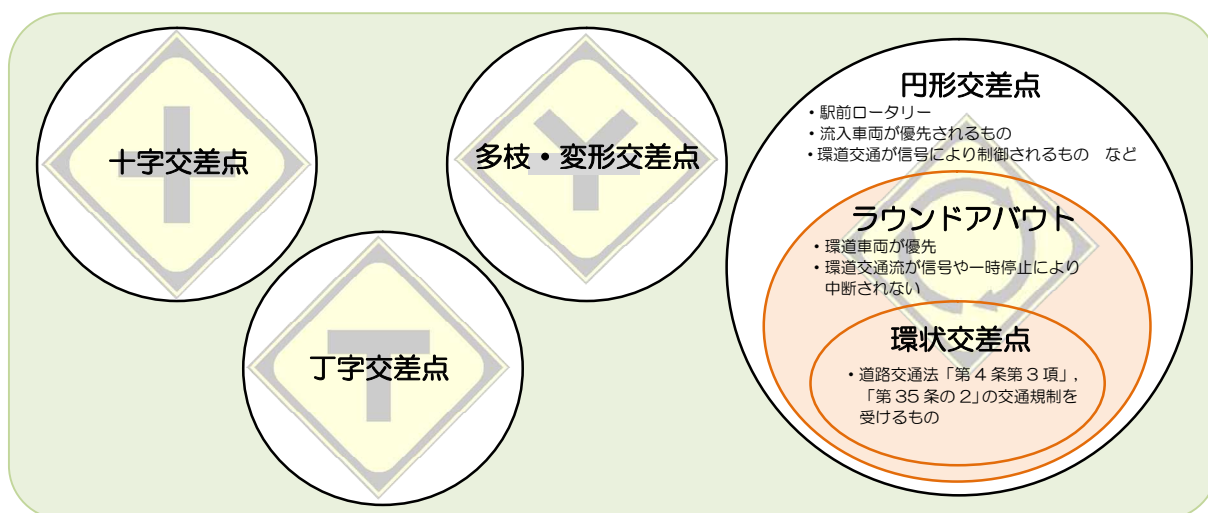 十字交差点
多枝・変形交差点
丁字交差点
円形交差点
・駅前ロータリー
・流入車両が優先されるもの
・環道交通が信号により制御されるもの　など
ラウンドアバウト
・環道車両が優先
・環道交通流が信号や一時停止により
中断されない
環状交差点
・道路交通法「第４条第３項」，
「第 35 条の２」の交通規制を
受けるもの